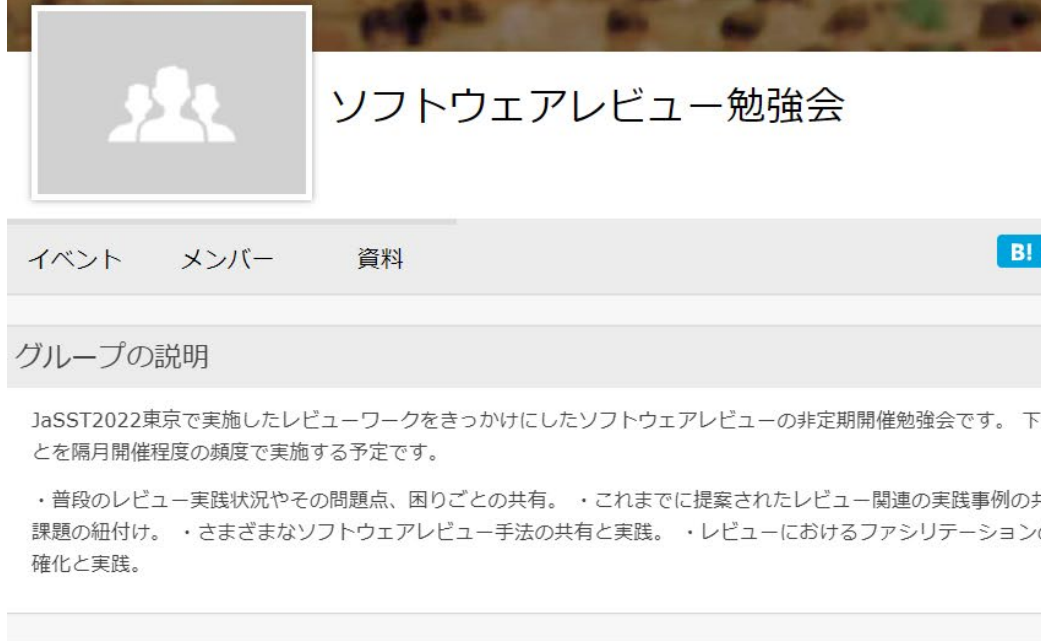 ソフトウェアレビュー勉強会
イベント メンバー 資料
B!
グループの説明
JaSST2022東京で実施したレビューワークをきっかけにしたソフトウェアレビューの非定期開催勉強会です。 下
とを隔月開催程度の頻度で実施する予定です。
・普段のレビュー実践状況やその問題点、困りごとの共有。 ・これまでに提案されたレビュー関連の実践事例の
課題の紐付け。 ・さまざまなソフトウェアレビュー手法の共有と実践。 ・レビューにおけるファシリテーション
確化と実践。